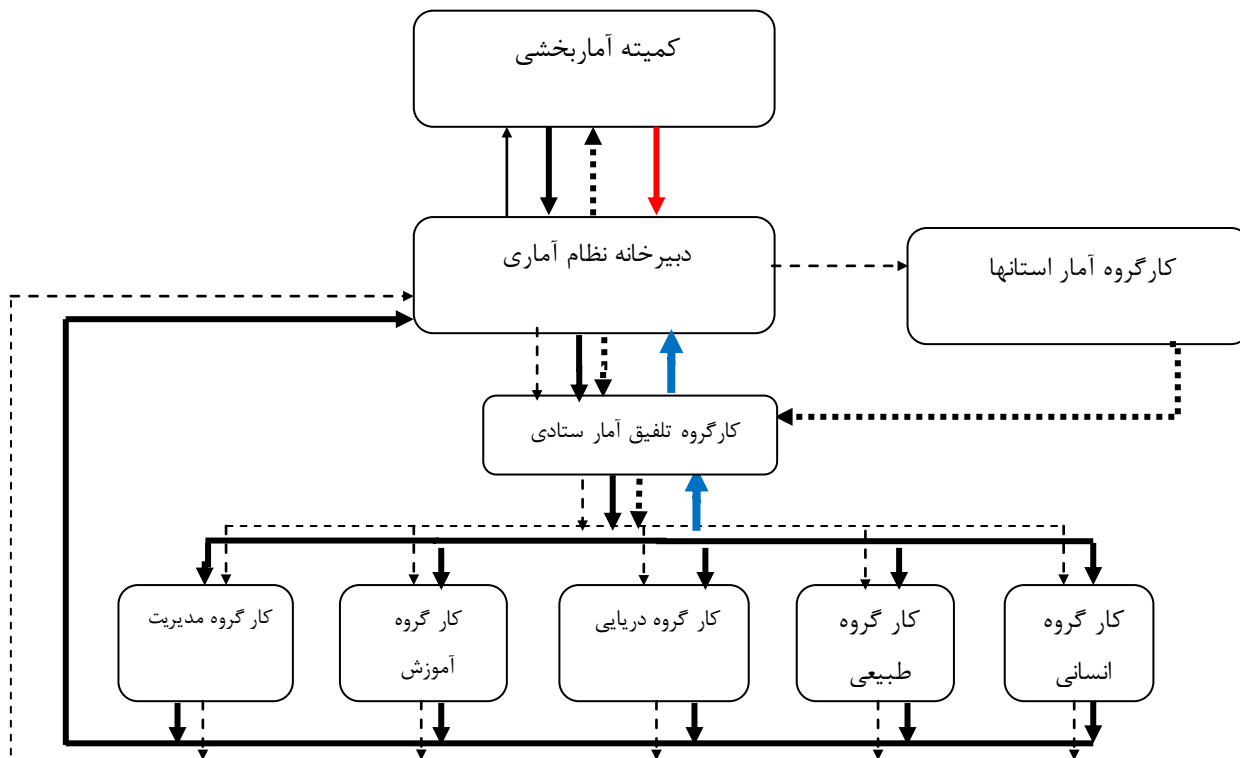 کمیته آماربخشی
دبیرخانه نظام آماری
کارگروه آمار استانها
کارگروه تلفیق آمار ستادی
کار گروه
انسانی
کار گروه
طبیعی
کار گروه دریایی
کار گروه
آموزش
کار گروه مدیریت